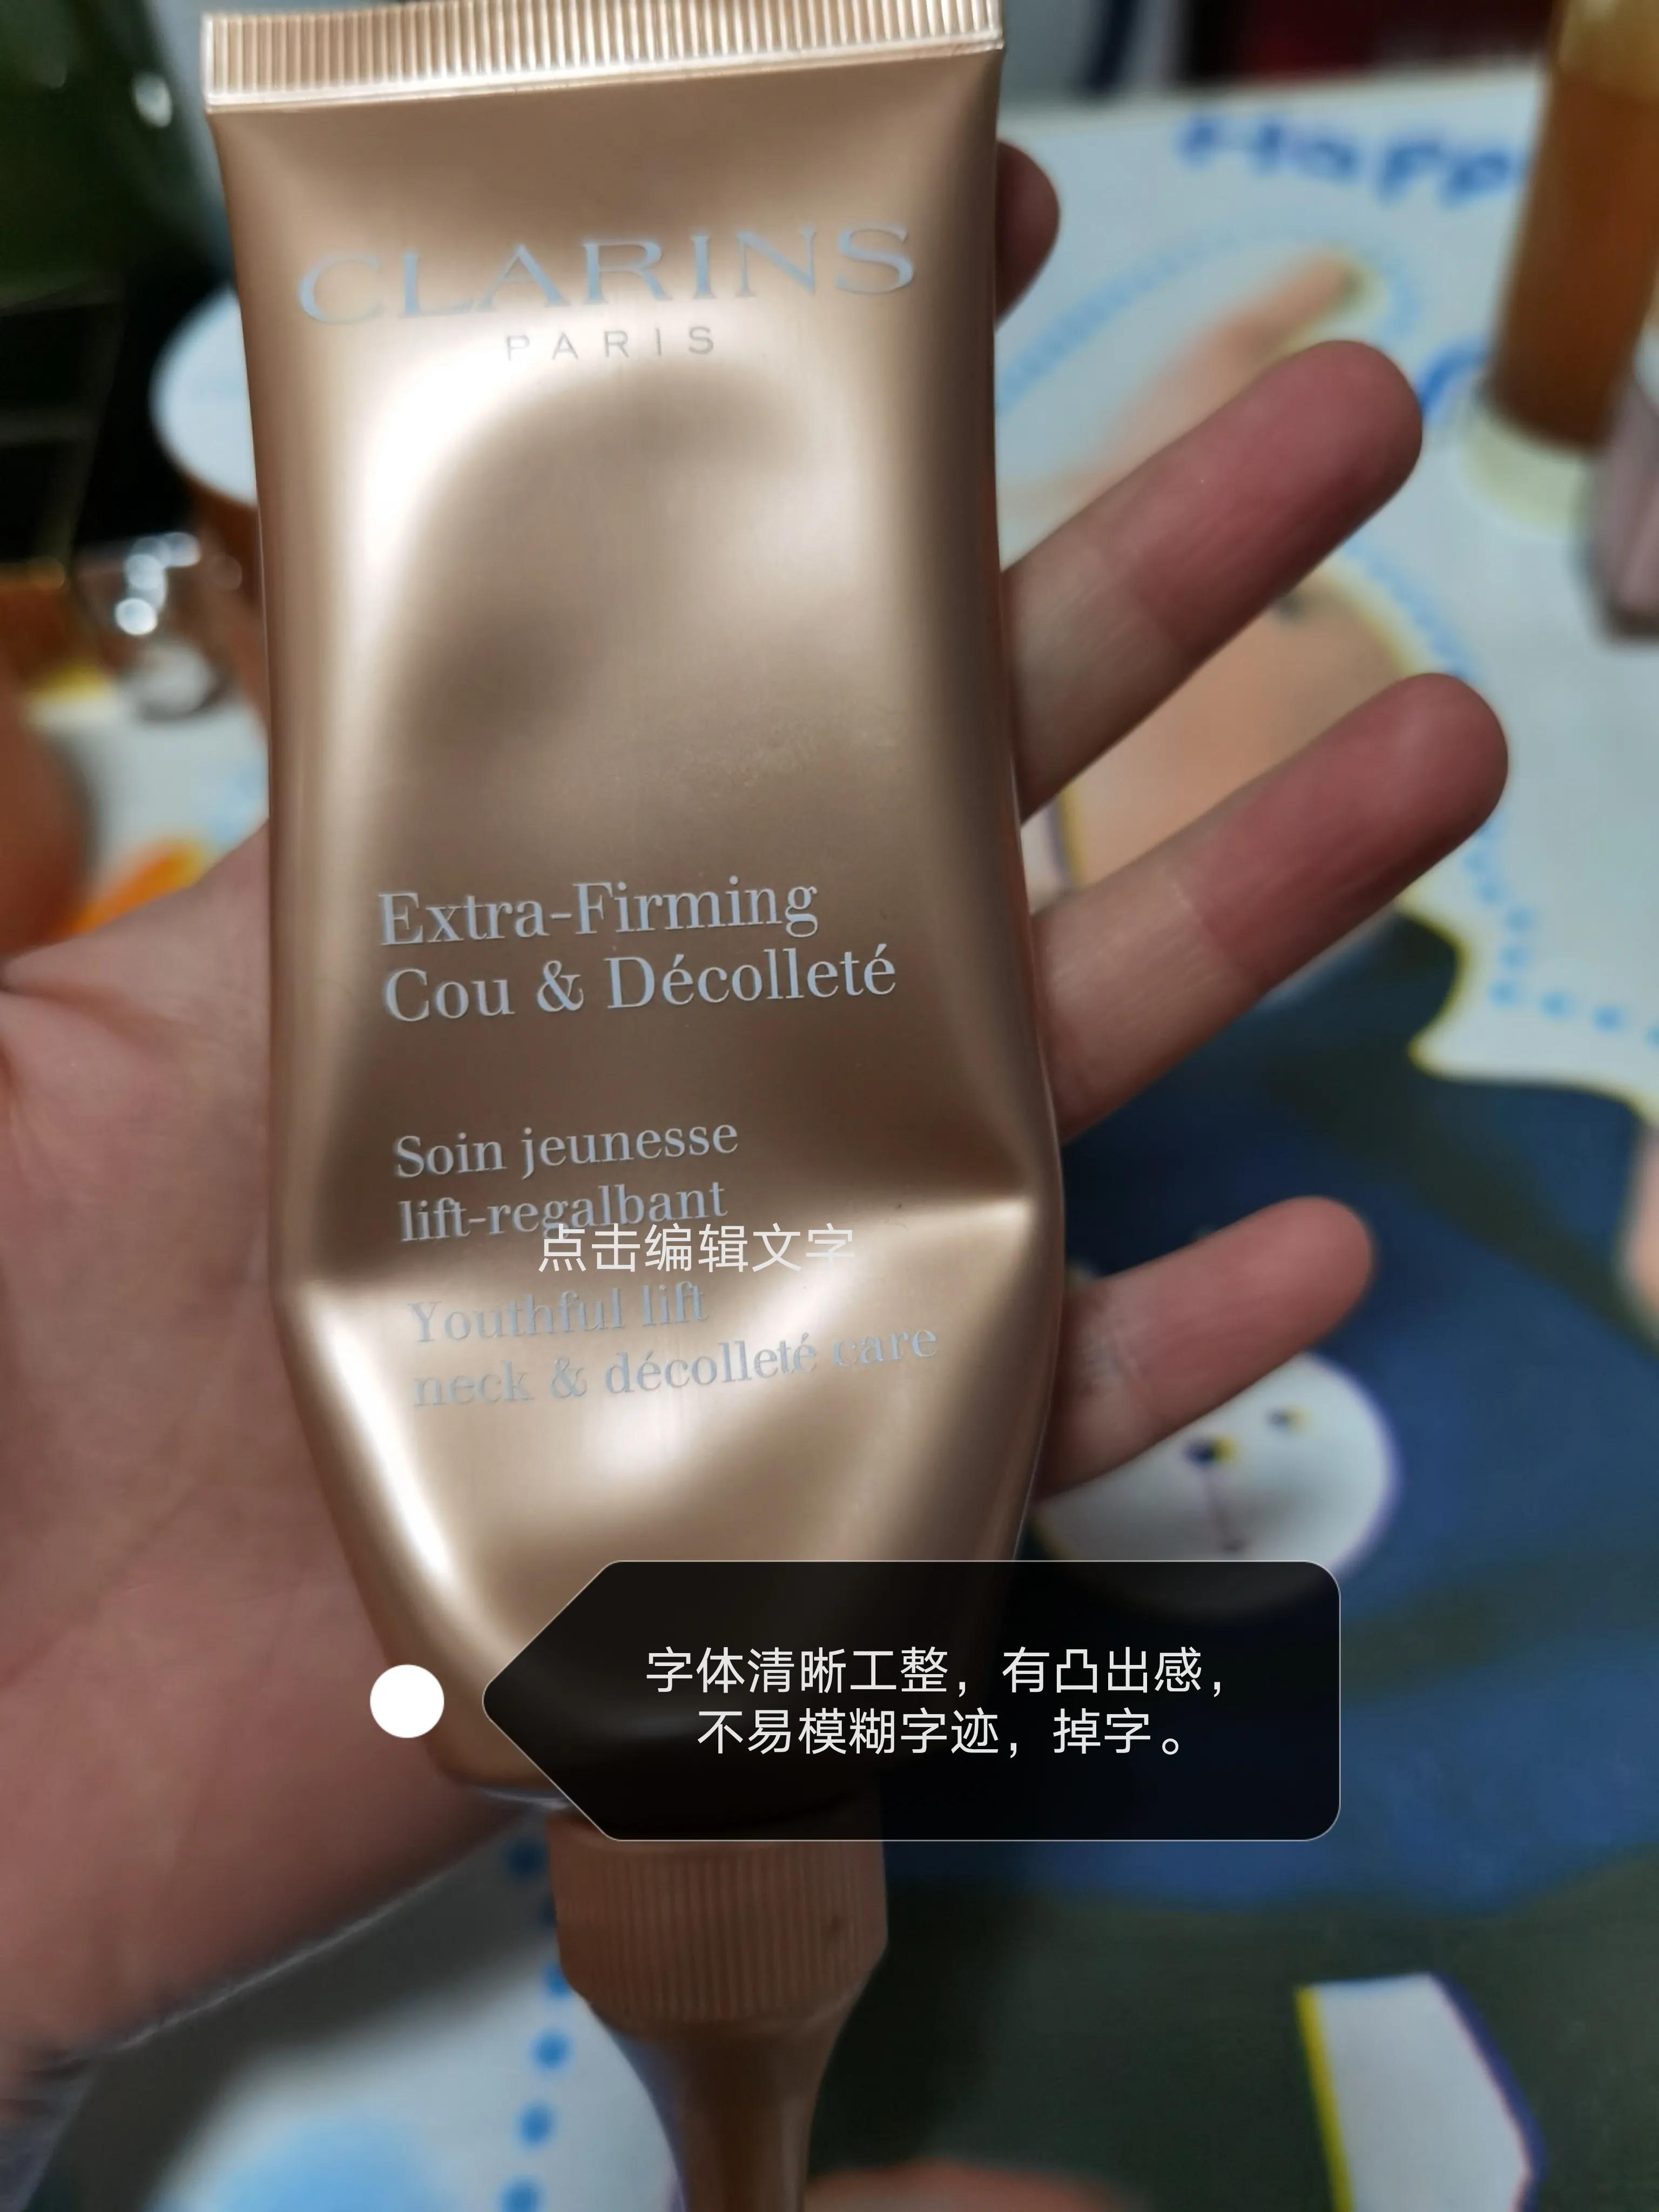 CLARINS
PARIS
Extra-Firming
Cou & Décolleté
Soin jeunesse
lift-regalbant
点击编辑文字
Youthful lift
neck & décolleté care
字体清晰工整，有凸出感，
不易模糊字迹，掉字。